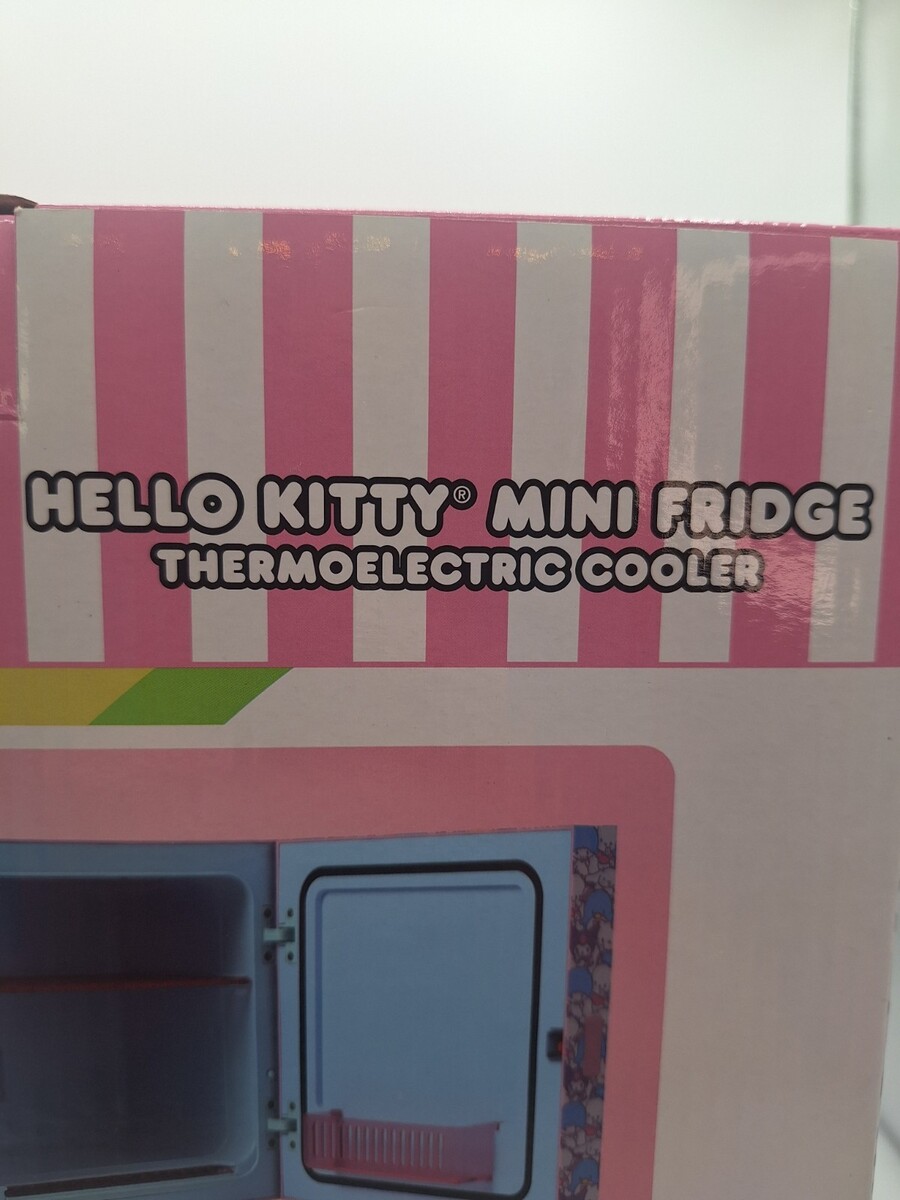 HELLO KITTY® MINI FRIDGE
THERMOELECTRIC COOLER